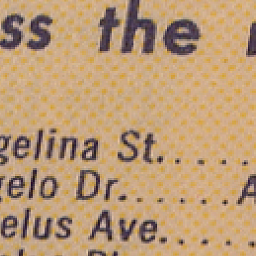 ss the
gelina St.....
gelo Dr......A
elus Ave.....